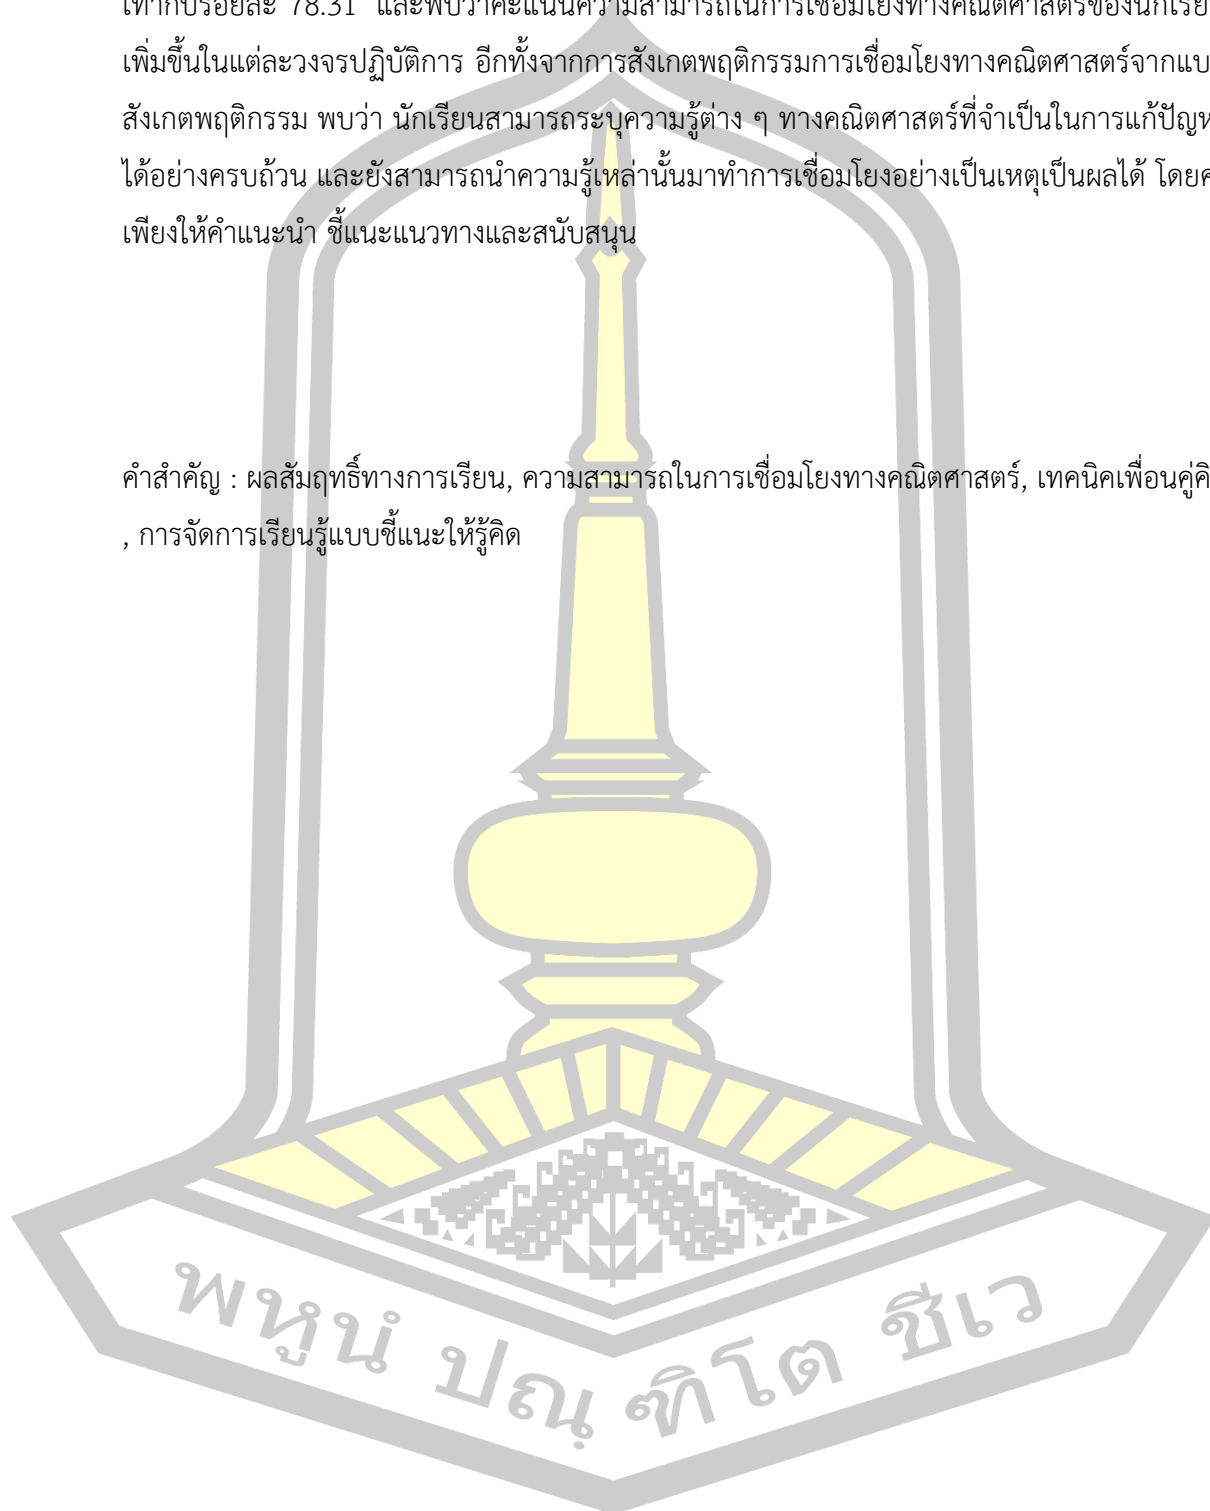 เท่ากับร้อยละ 78.31 และพบว่าคะแนนความสามารถในการเชื่อมโยงทางคณิตศาสตร์ของนักเรีย
เพิ่มขึ้นในแต่ละวงจรปฏิบัติการ อีกทั้งจากการสังเกตพฤติกรรมการเชื่อมโยงทางคณิตศาสตร์จากแบบ
สังเกตพฤติกรรม พบว่า นักเรียนสามารถระบุความรู้ต่าง ๆ ทางคณิตศาสตร์ที่จำเป็นในการแก้ปัญห
ได้อย่างครบถ้วน และยังสามารถนำความรู้เหล่านั้นมาทำการเชื่อมโยงอย่างเป็นเหตุเป็นผลได้ โดยค
เพียงให้คำแนะนำ ชี้แนะแนวทางและสนับสนุน
คำสำคัญ : ผลสัมฤทธิ์ทางการเรียน, ความสามารถในการเชื่อมโยงทางคณิตศาสตร์, เทคนิคเพื่อนคู่คิ
, การจัดการเรียนรู้แบบชี้แนะให้รู้คิด
พหูนํ ปณฺฑิโต ชีเว